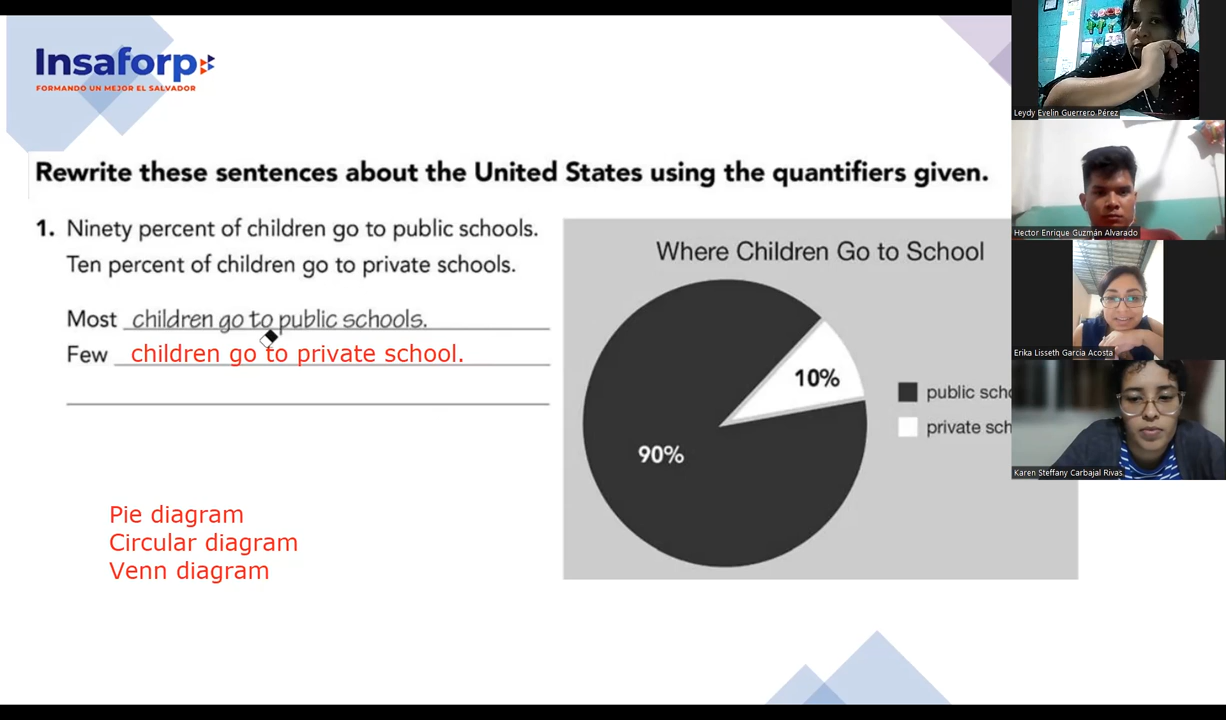 Insaforp
FORMANDO UN MEJOR EL SALVADOR
Rewrite these sentences about the United States using the quantifiers given.
1. Ninety percent of children go to public schools.
Ten percent of children go to private schools.
Most children go to public schools.
Few children go to private school.
Pie diagram
Circular diagram
Venn diagram
Where Children Go to School
10%
90%
public scho
private sch
Leydy Evelin Guerrero Pérez
Hector Enrique Guzmán Alvarado
Erika Lisseth Garcia Acosta
Karen Steffany Carbajal Rivas